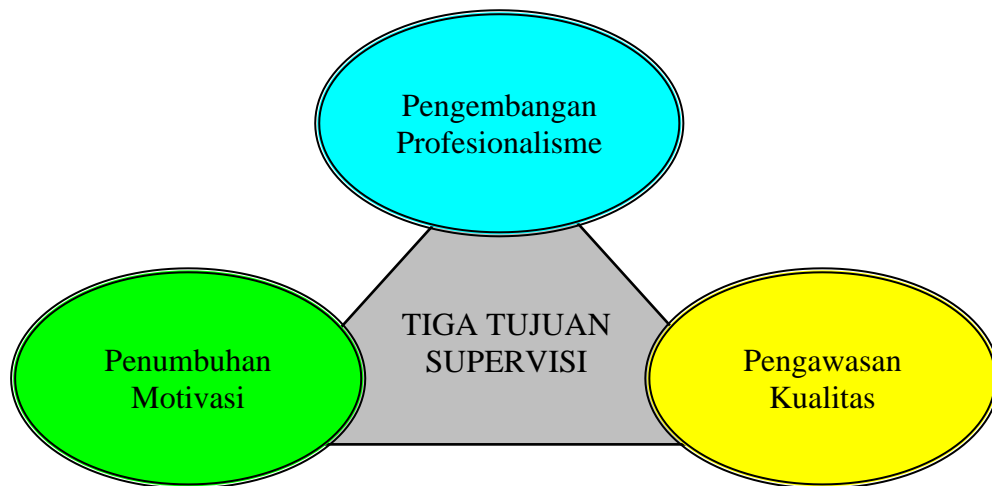 Pengembangan
Profesionalisme
TIGA TUJUAN
SUPERVISI
Penumbuhan
Motivasi
Pengawasan
Kualitas